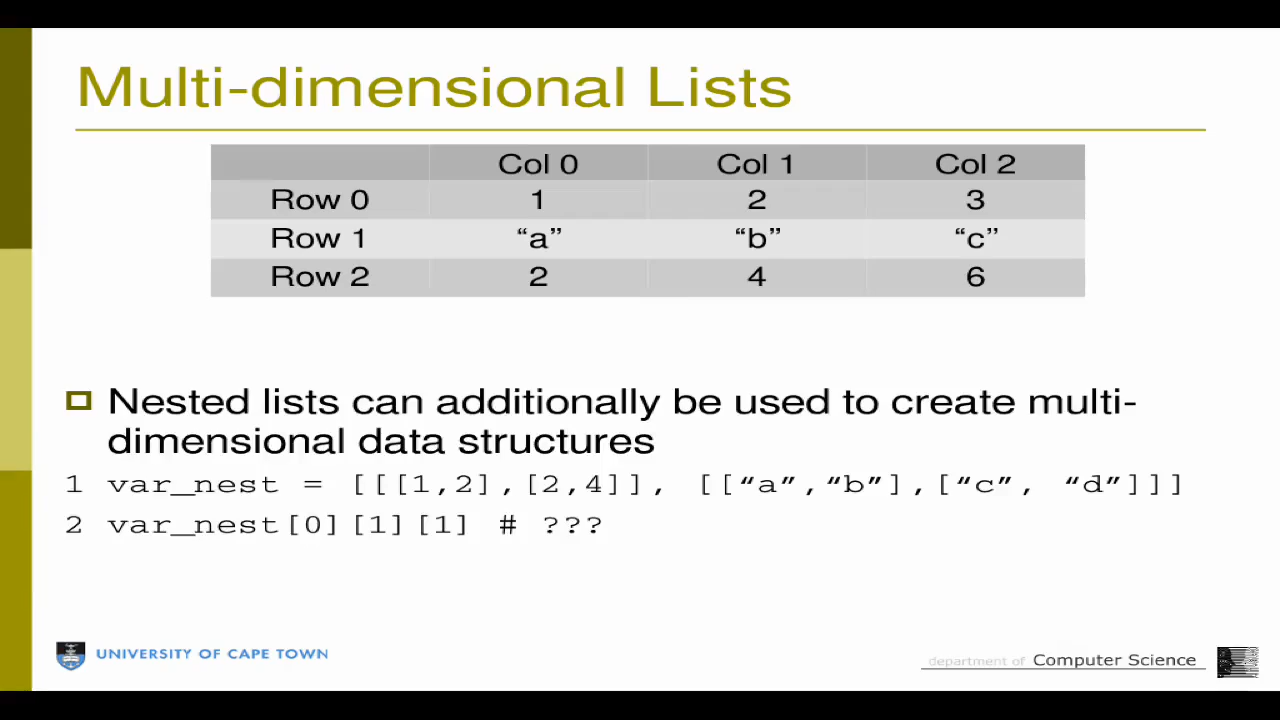 Multi-dimensional Lists
Col 0 Col 1 Col 2
Row 0 1 2 3
Row 1 “a” “b” “c”
Row 2 2 4 6
Nested lists can additionally be used to create multi-
dimensional data structures
1 var_nest = [[[1,2],[2,4]], [[“a”,“b”],[“c”, “d”]]]
2 var_nest[0][1][1] # ???
UNIVERSITY OF CAPE TOWN
department of Computer Science